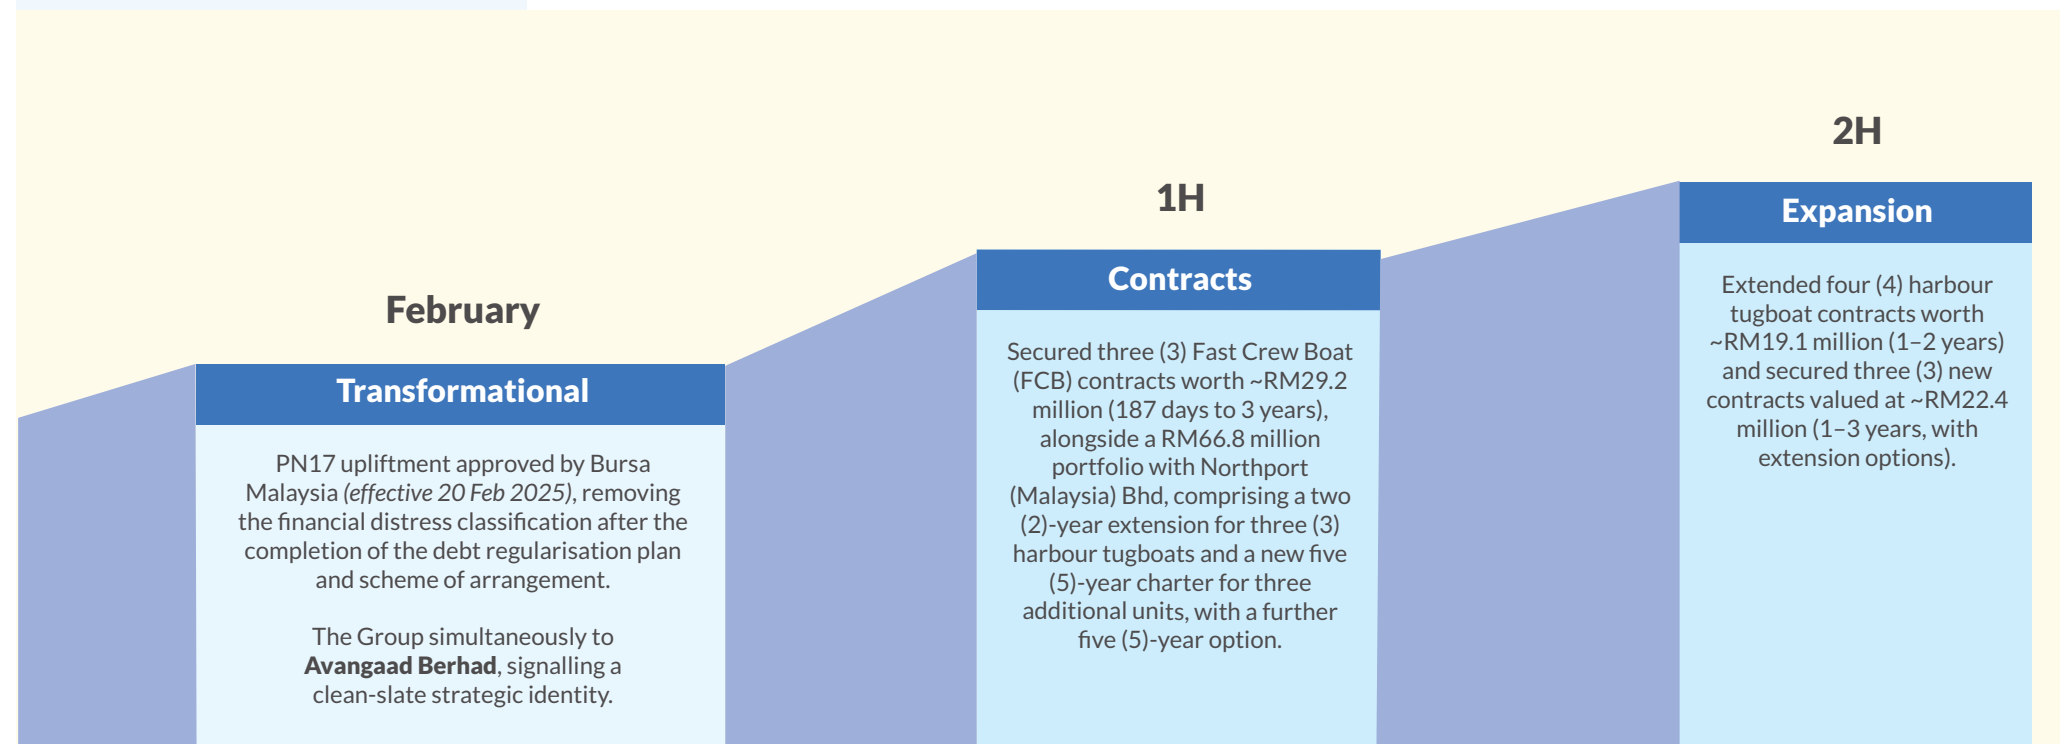 February
Transformational
PN17 upliftment approved by Bursa
Malaysia (effective 20 Feb 2025), removing
the financial distress classification after the
completion of the debt regularisation plan
and scheme of arrangement.
The Group simultaneously to
Avangaad Berhad, signalling a
clean-slate strategic identity.
1H
Contracts
Secured three (3) Fast Crew Boat
(FCB) contracts worth ~RM29.2
million (187 days to 3 years),
alongside a RM66.8 million
portfolio with Northport
(Malaysia) Bhd, comprising a two
(2)-year extension for three (3)
harbour tugboats and a new five
(5)-year charter for three
additional units, with a further
five (5)-year option.
2H
Expansion
Extended four (4) harbour
tugboat contracts worth
~RM19.1 million (1–2 years)
and secured three (3) new
contracts valued at ~RM22.4
million (1–3 years, with
extension options).